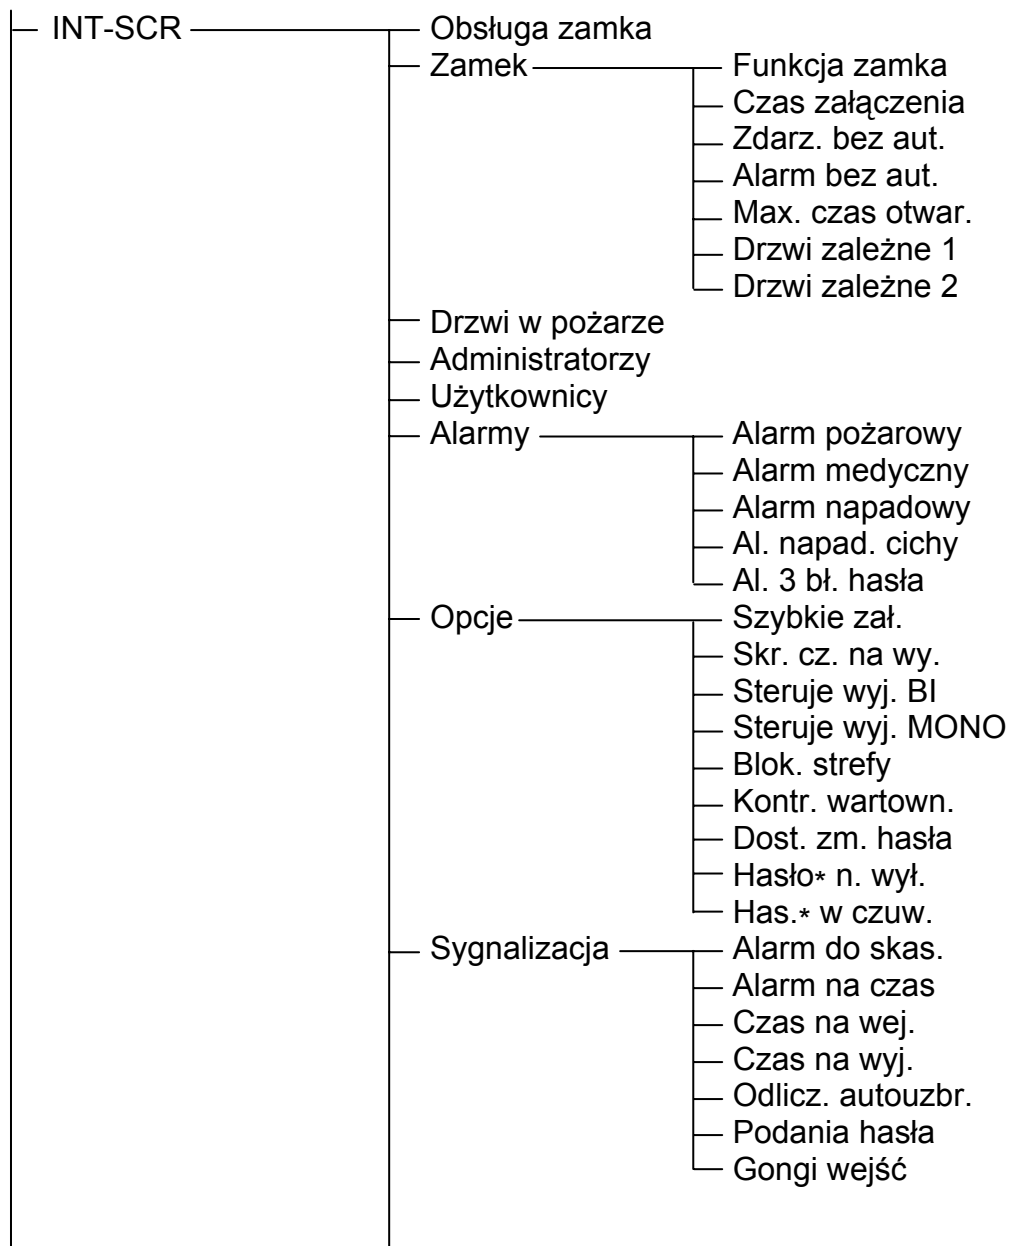 INT-SCR Obsługa zamka
Zamek Funkcja zamka
Czas załączenia
Zdarz. bez aut.
Alarm bez aut.
Max. czas otwar.
Drzwi zależne 1
Drzwi zależne 2
Drzwi w pożarze
Administratorzy
Użytkownicy
Alarmy Alarm pożarowy
Alarm medyczny
Alarm napadowy
Al. napad. cichy
Al. 3 bł. hasła
Opcje Szybkie zał.
Skr. cz. na wy.
Steruje wyj. BI
Steruje wyj. MONO
Blok. strefy
Kontr. wartown.
Dost. zm. hasła
Hasło* n. wył.
Has.* w czuw.
Sygnalizacja Alarm do skas.
Alarm na czas
Czas na wej.
Czas na wyj.
Odlicz. autouzbr.
Podania hasła
Gongi wejść